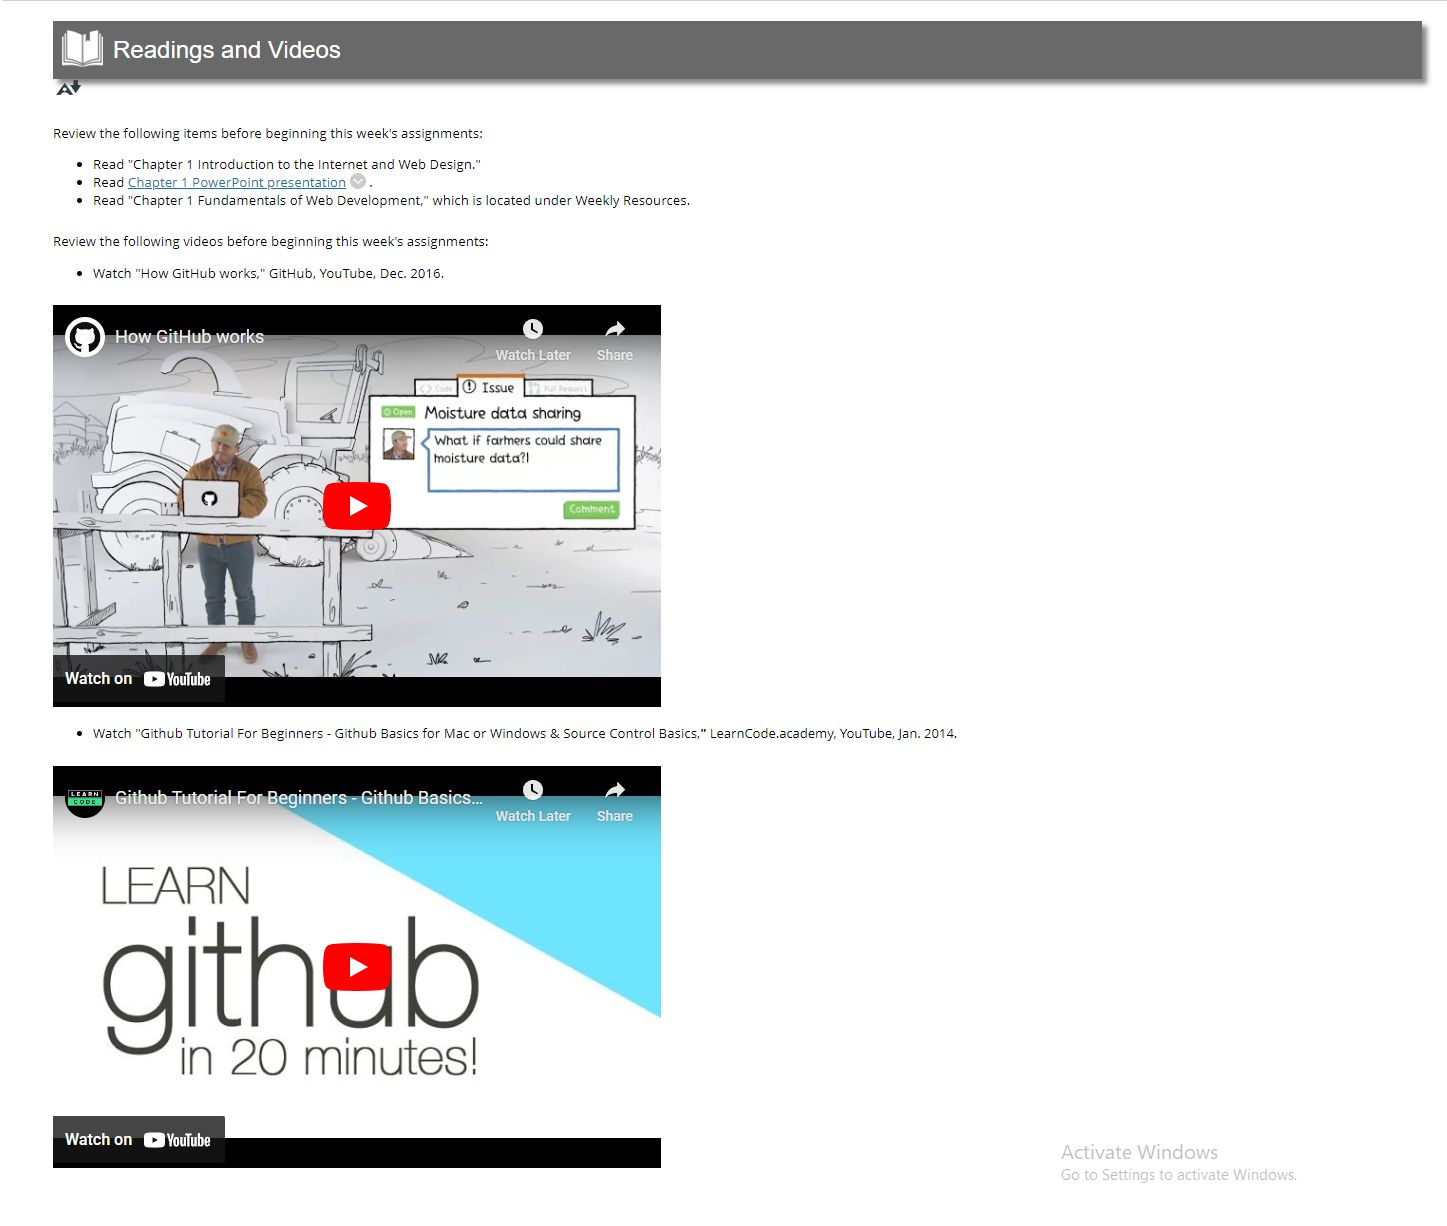 Readings and Videos
Review the following items before beginning this week's assignments:
Read "Chapter 1 Introduction to the Internet and Web Design."
Read Chapter 1 PowerPoint presentation .
Read "Chapter 1 Fundamentals of Web Development," which is located under Weekly Resources.
Review the following videos before beginning this week's assignments:
Watch "How GitHub works," GitHub, YouTube, Dec. 2016.
How GitHub works
Watch Later Share
<> Code Issue Pull Request
Open Moisture data sharing
What if farmers could share
moisture data?|
Comment
Watch on YouTube
Watch "Github Tutorial For Beginners - Github Basics for Mac or Windows & Source Control Basics," LearnCode.academy, YouTube, Jan. 2014.
LEARN
CODE
Github Tutorial For Beginners - Github Basics...
Watch Later Share
LEARN
github
in 20 minutes!
Watch on YouTube
Activate Windows
Go to Settings to activate Windows.